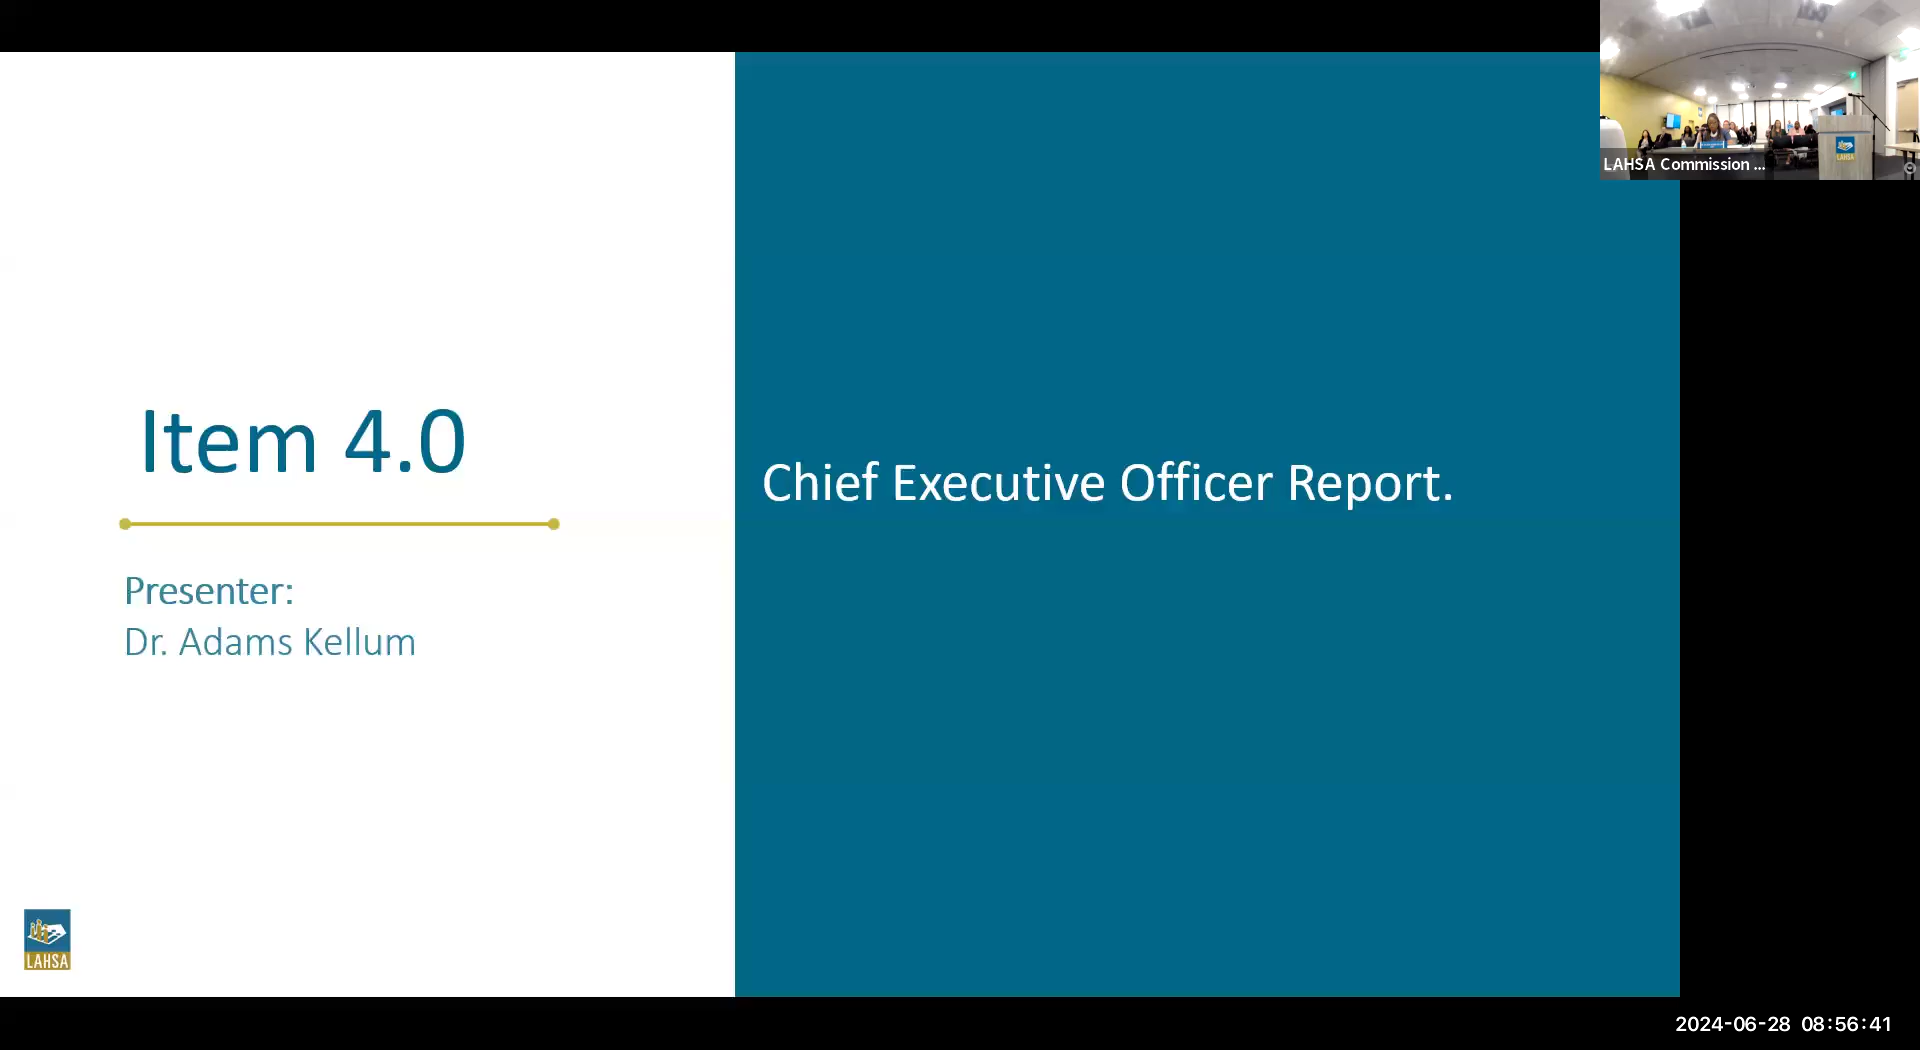 Item 4.0
Presenter:
Dr. Adams Kellum
LAHSA
Chief Executive Officer Report.
LAHSA
LAHSA Commission ...
2024-06-28 08:56:41